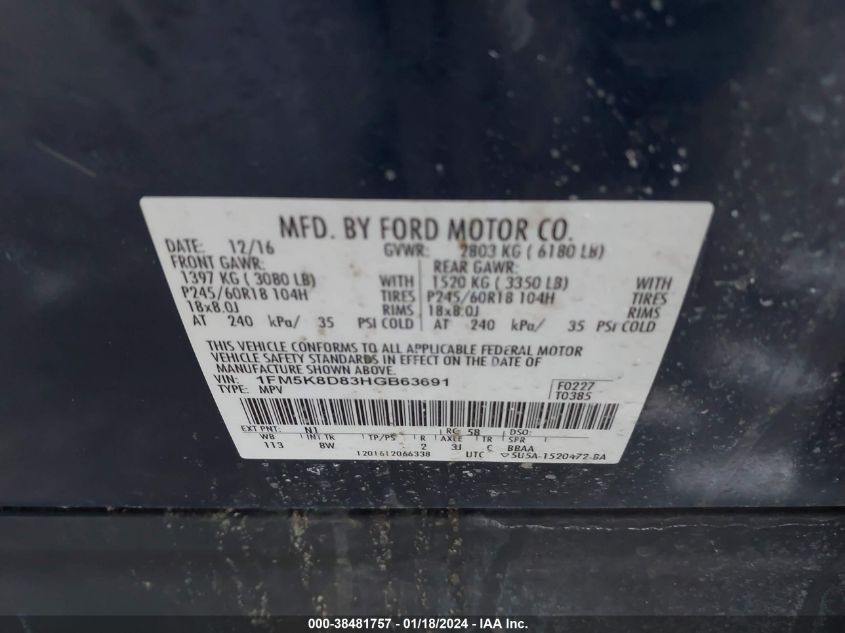 MFD. BY FORD MOTOR CO.
DATE: 12/16 GVWR: 2803 KG ( 6180 LB)
FRONT GAWR: REAR GAWR:
1397 KG ( 3080 LB) WITH 1520 KG ( 3350 LB) WITH
P245/60R18 104H TIRES P245/60R18 104H TIRES
18x8.0J RIMS 18x8.0J RIMS
AT 240 kPa/ 35 PSI COLD AT 240 kPa/ 35 PSI COLD
THIS VEHICLE CONFORMS TO ALL APPLICABLE FEDERAL MOTOR
VEHICLE SAFETY STANDARDS IN EFFECT ON THE DATE OF
MANUFACTURE SHOWN ABOVE.
VIN: 1FM5K8D83HGB63691 F0227
TYPE: MPV T0385
EXT PNT: N1 RC: 58 DSO:
WB INT TR TP/PS R AXLE TR SPR
113 8W 2 3J C BBAA
1201612066338 UTC ▽5U5A-1520472-BA
000-38481757 - 01/18/2024 - IAAI Inc.